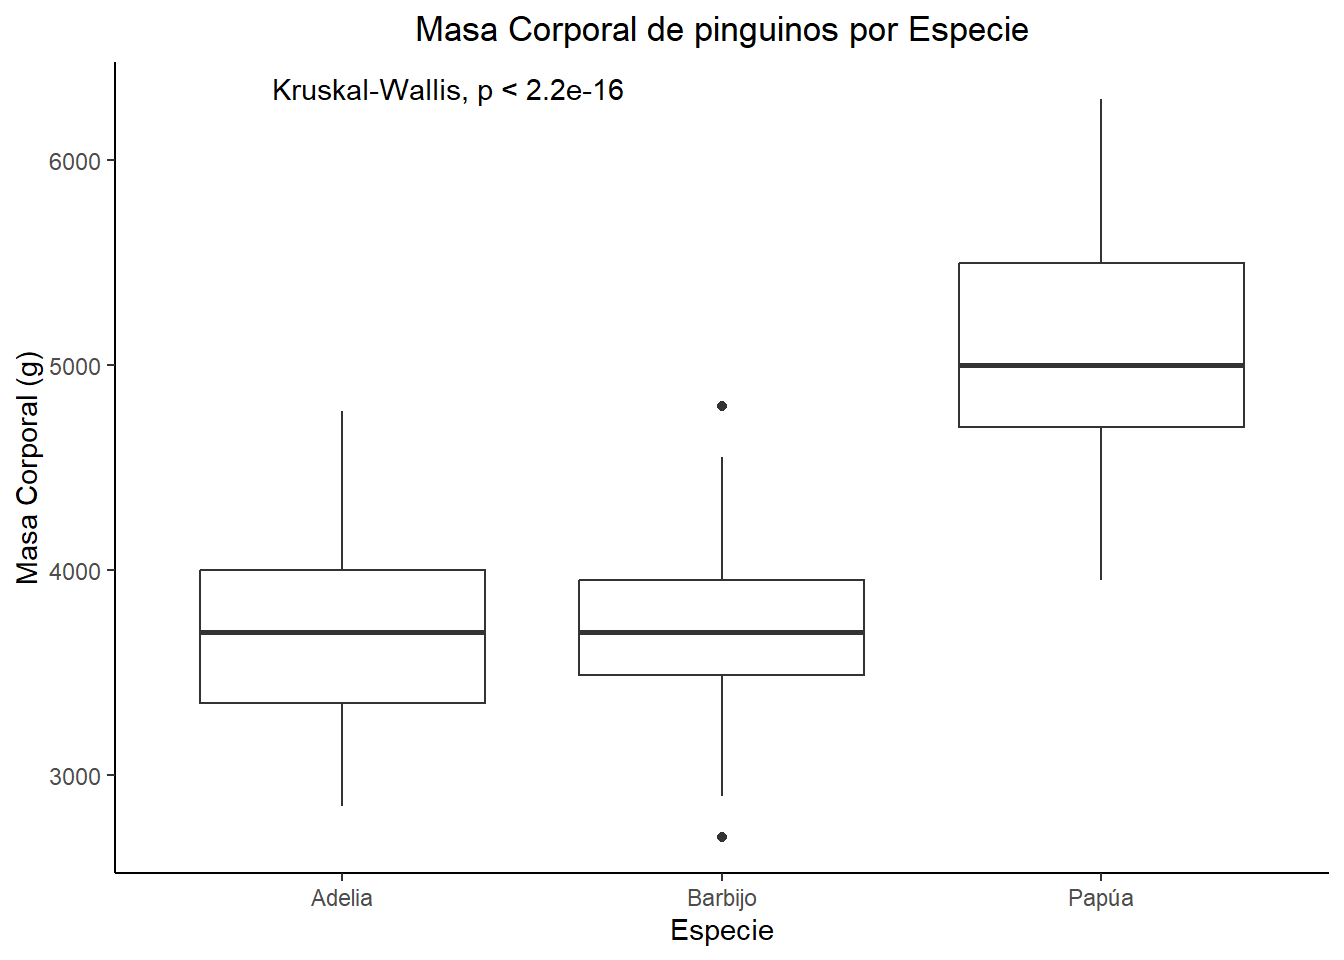 Masa Corporal de pinguinos por Especie
Kruskal-Wallis, p < 2.2e-16
6000
5000
4000
3000
Masa Corporal (g)
Adelia
Barbijo
Papúa
Especie